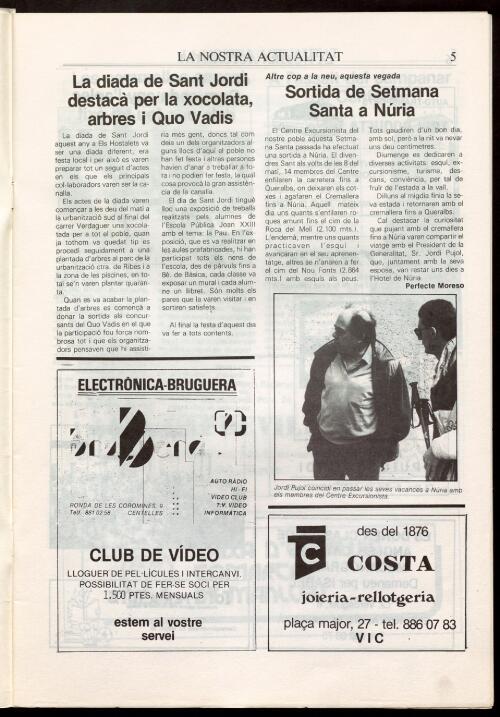 LA NOSTRA ACTUALITAT 5
La diada de Sant Jordi
destacà per la xocolata,
arbres i Quo Vadis
La diada de Sant Jordi
aquest any a Els Hostalets va
ser una diada diferent, era
festa local i per això es varen
preparar tot un seguit d'actes
en els que els principals
col·laboradors varen ser la ca-
nalla.
Els actes de la diada varen
començar a les deu del matí a
la urbanització sud al final del
carrer Verdaguer una xocola-
tada per a tot el poble, quan
ja tothom va quedat tip es
procedí seguidament a una
plantada d'arbres al parc de la
urbanització ctra. de Ribes i a
la zona de les piscines, en to-
tal se'n varen plantar quaran-
ta.
Quan es va acabar la plan-
tada d'arbres es començà a
donar la sortida als concur-
sants del Quo Vadis en el que
la participació fou força nom-
brosa tot i que els organitza-
dors pensaven que hi assisti-
ria més gent, doncs tal com
deia un dels organitzadors al-
guns llocs d'aquí al poble no
han fet festa i altres persones
havien d'anar a treballar a fo-
ra i no poden fer festa, la qual
cosa provocà la gran assistèn-
cia de la canalla.
El dia de Sant Jordi tingué
lloc una exposició de treballs
realitzats pels alumnes de
l'Escola Pública Joan XXIII
amb el tema: la Pau. En l'ex-
posició, que es va realitzar en
les aules prefabricades, hi han
participat tots els nens de
l'escola, des de pàrvuls fins a
8è. de Bàsica, cada classe va
exposar un mural i cada alum-
ne un llibret. Són molts els
pares que la varen visitar i en
sortiren satisfets.
Al final la festa d'aquest dia
va fer a tots contents.
Altre cop a la neu, aquesta vegada
Sortida de Setmana
Santa a Núria
El Centre Excursionista del
nostre poble aquesta Setma-
na Santa passada ha efectuat
una sortida a Núria. El diven-
dres Sant als volts de les 8 del
matí, 14 membres del Centre
enfilaren la carretera fins a
Queralbs, on deixaren els cot-
xes i agafaren el Cremallera
fins a Núria. Aquell mateix
dia uns quants s'enfilaren ro-
ques amunt fins el cim de la
Roca del Mell (2.100 mts.).
L'endemà, mentre uns quants
practicaven l'esquí i
avançaven en el seu aprenen-
tatge, altres se n'anaren a fer
el cim del Nou Fonts (2.864
mts.) amb esquís als peus.
Tots gaudiren d'un bon dia,
amb sol, però a la nit va nevar
uns deu centímetres.
Diumenge es dedicaren a
diverses activitats: esquí, ex-
cursionisme, turisme, des-
cans, convivència, per tal de
fruir de l'estada a la vall.
Dilluns al migdia finia la se-
va estada i retornaren amb el
cremallera fins a Queralbs.
Cal destacar la curiositat
que pujant amb el cremallera
fins a Núria varen compartir el
viatge amb el President de la
Generalitat, Sr. Jordi Pujol,
que, juntament amb la seva
esposa, van restar uns dies a
l'Hotel de Núria.
Perfecte Moreso
Jordi Pujol coincidí en passar les seves vacances a Núria amb
els membres del Centre Excursionista.
ELECTRÒNICA-BRUGUERA
AUTO RADIO
HI-FI
VIDEO CLUB
T.V. VIDEO
INFORMÀTICA
RONDA DE LES COROMINES, 9
Tel. 881 02 58 CENTELLES
CLUB DE VÍDEO
LLOGUER DE PEL·LÍCULES I INTERCANVI.
POSSIBILITAT DE FER-SE SOCI PER
1.500 PTES. MENSUALS
estem al vostre
servei
des del 1876
COSTA
joieria-rellotgeria
plaça major, 27 - tel. 886 07 83
VIC